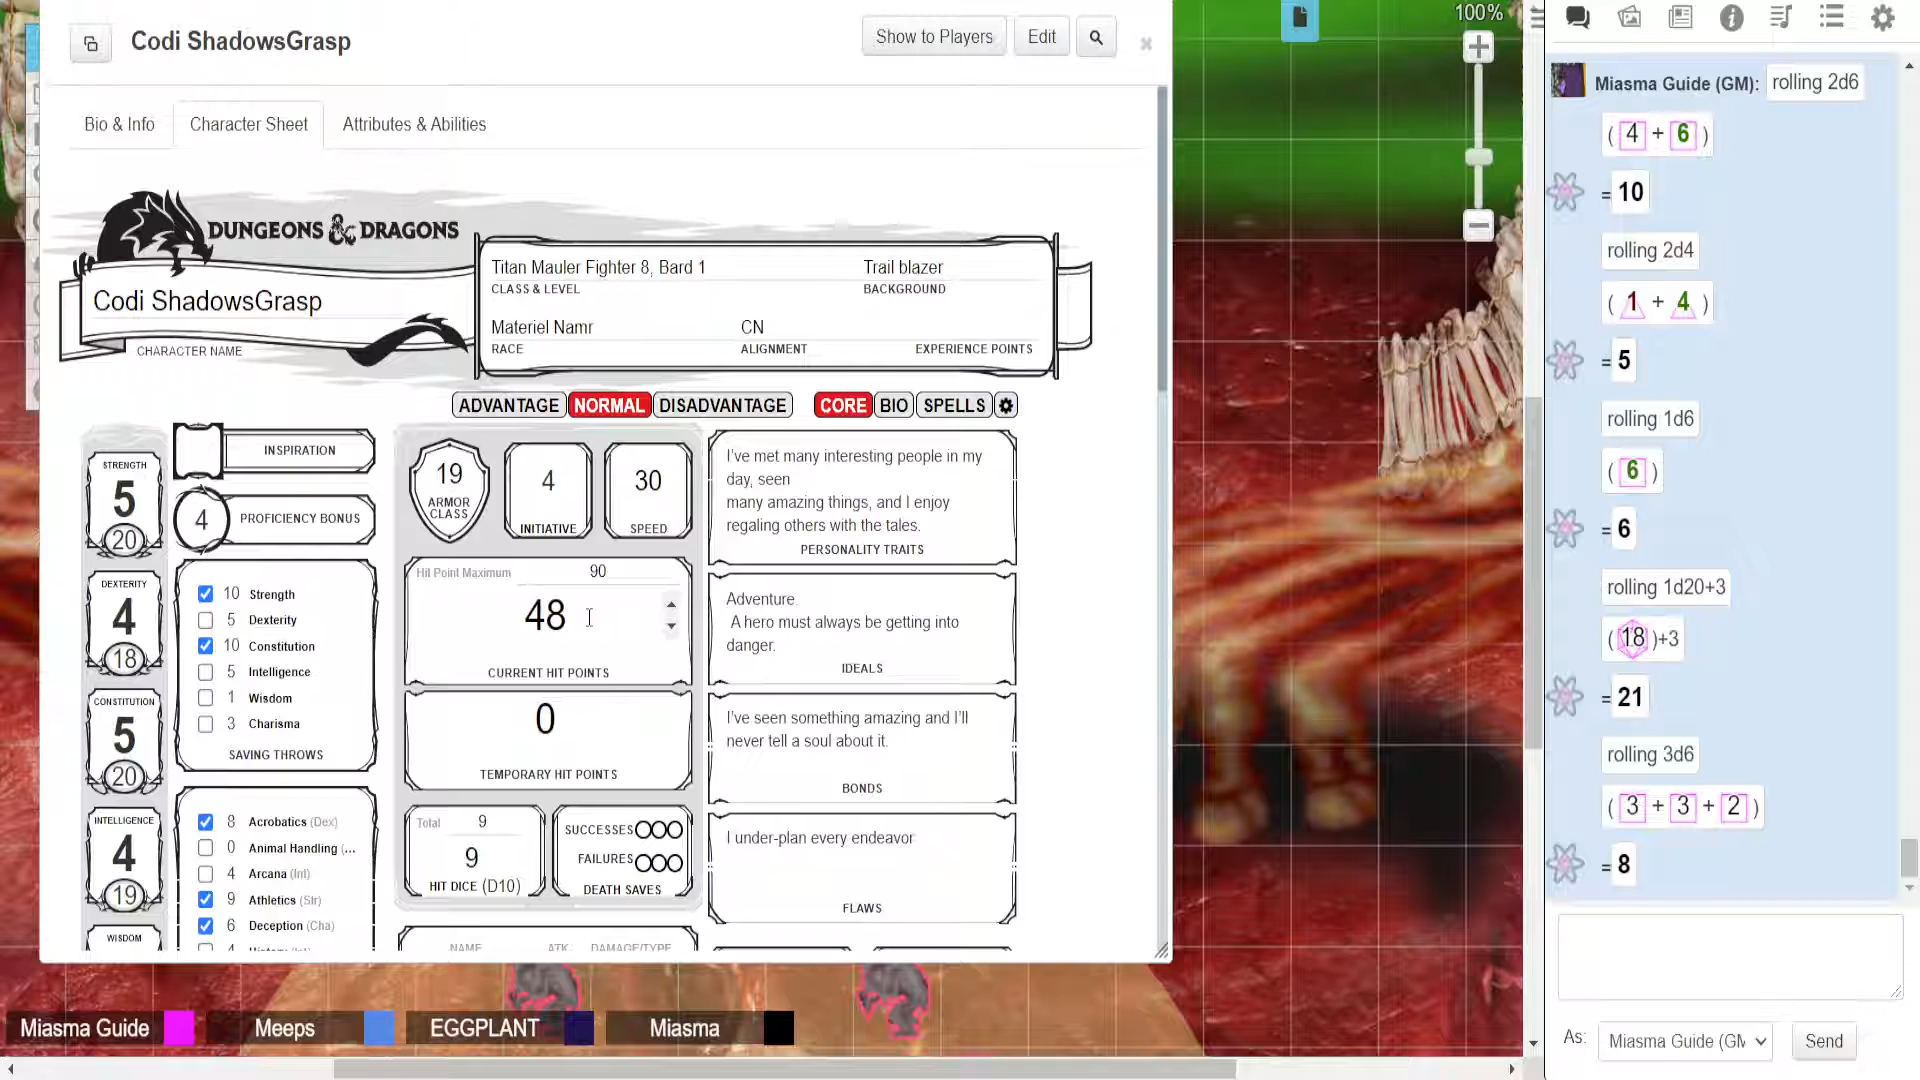 Codi ShadowsGrasp
Show to Players
Edit
Bio & Info
Character Sheet
Attributes & Abilities
DUNGEONS & DRAGONS
Codi ShadowsGrasp
CHARACTER NAME
Titan Mauler Fighter 8, Bard 1
CLASS & LEVEL
Trail blazer
BACKGROUND
Materiel Namr
RACE
CN
ALIGNMENT
EXPERIENCE POINTS
ADVANTAGE
NORMAL
DISADVANTAGE
CORE
BIO
SPELLS
STRENGTH
5
20
DEXTERITY
4
18
CONSTITUTION
5
20
INTELLIGENCE
4
19
WISDOM
INSPIRATION
4
PROFICIENCY BONUS
10 Strength
5 Dexterity
10 Constitution
5 Intelligence
1 Wisdom
3 Charisma
SAVING THROWS
8 Acrobatics (Dex)
0 Animal Handling (...
4 Arcana (Int)
9 Athletics (Str)
6 Deception (Cha)
19
ARMOR
CLASS
4
INITIATIVE
30
SPEED
Hit Point Maximum 90
48
CURRENT HIT POINTS
0
TEMPORARY HIT POINTS
Total 9
9
HIT DICE (D10)
SUCCESSES
FAILURES
DEATH SAVES
NAME ATK DAMAGE/TYPE
I've met many interesting people in my
day, seen
many amazing things, and I enjoy
regaling others with the tales.
PERSONALITY TRAITS
Adventure.
A hero must always be getting into
danger.
IDEALS
I've seen something amazing and I'll
never tell a soul about it.
BONDS
I under-plan every endeavor
FLAWS
Miasma Guide
Meeps
EGGPLANT
Miasma
100%
Miasma Guide (GM): rolling 2d6
( 4 + 6 )
= 10
rolling 2d4
( 1 + 4 )
= 5
rolling 1d6
( 6 )
= 6
rolling 1d20+3
( 18 )+3
= 21
rolling 3d6
( 3 + 3 + 2 )
= 8
As: Miasma Guide (GM
Send